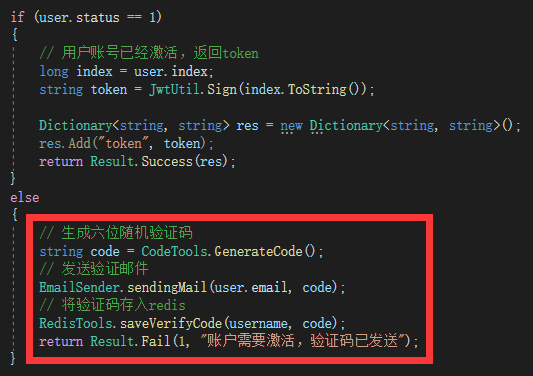 if (user.status == 1)
{
// 用户账号已经激活，返回token
long index = user.index;
string token = JwtUtil.Sign(index.ToString());
Dictionary<string, string> res = new Dictionary<string, string>();
res.Add("token", token);
return Result.Success(res);
}
else
{
// 生成六位随机验证码
string code = CodeTools.GenerateCode();
// 发送验证邮件
EmailSender.sendingMail(user.email, code);
// 将验证码存入redis
RedisTools.saveVerifyCode(username, code);
return Result.Fail(1, "账户需要激活，验证码已发送");
}